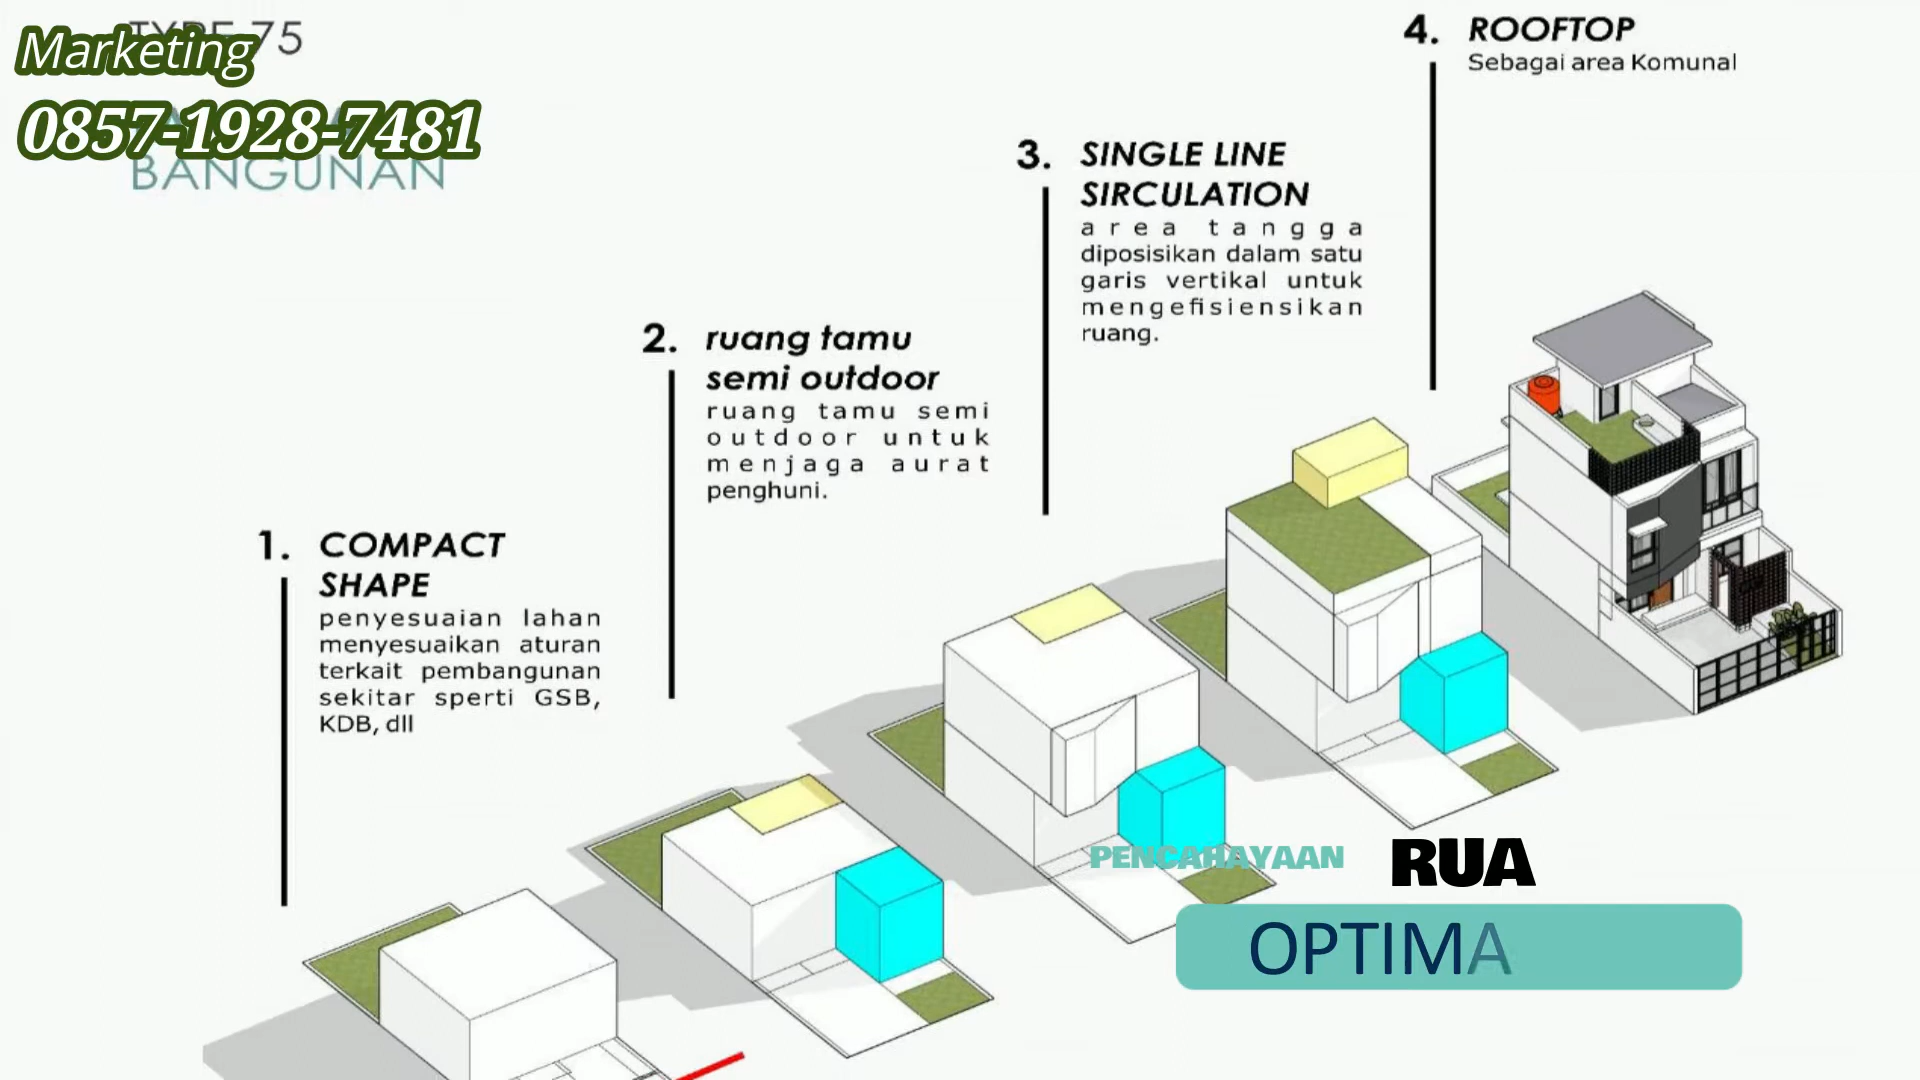 TYPE 75
Marketing
0857-1928-7481
BANGUNAN
4. ROOFTOP
Sebagai area Komunal
3. SINGLE LINE
SIRCULATION
area tangga
diposisikan dalam satu
garis vertikal untuk
mengefisiensikan
ruang.
2. ruang tamu
semi outdoor
ruang tamu semi
outdoor untuk
menjaga aurat
penghuni.
1. COMPACT
SHAPE
penyesuaian lahan
menyesuaikan aturan
terkait pembangunan
sekitar sperti GSB,
KDB, dll
PENCAHAYAAN RUA
OPTIMA